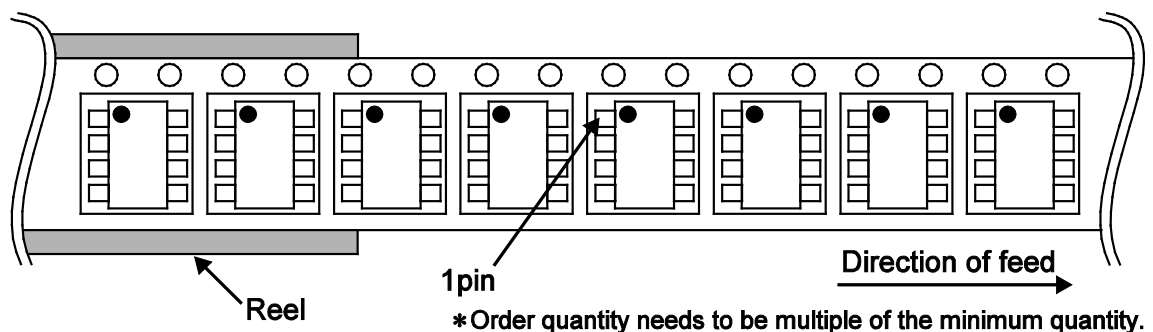 Direction of feed
1pin
Reel
*Order quantity needs to be multiple of the minimum quantity.